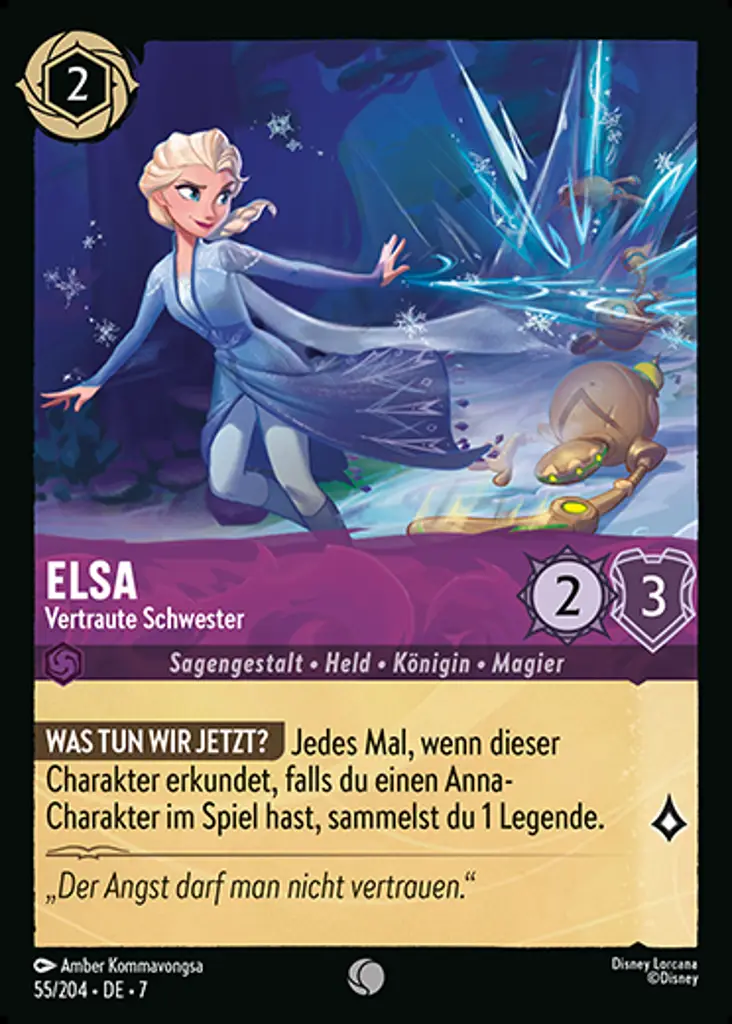 2
ELSA
Vertraute Schwester
2
3
Sagengestalt • Held • Königin • Magier
WAS TUN WIR JETZT? Jedes Mal, wenn dieser
Charakter erkundet, falls du einen Anna-
Charakter im Spiel hast, sammelst du 1 Legende.
„Der Angst darf man nicht vertrauen.“
Amber Kommavongsa
55/204 • DE • 7
Disney Lorcana
©Disney